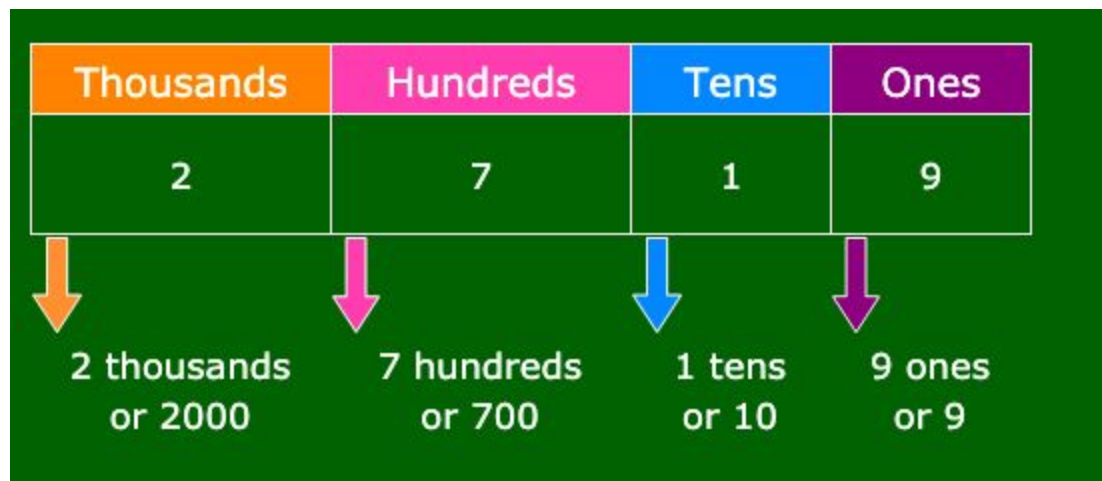 Thousands Hundreds Tens Ones
2 7 1 9
2 thousands 7 hundreds 1 tens 9 ones
or 2000 or 700 or 10 or 9